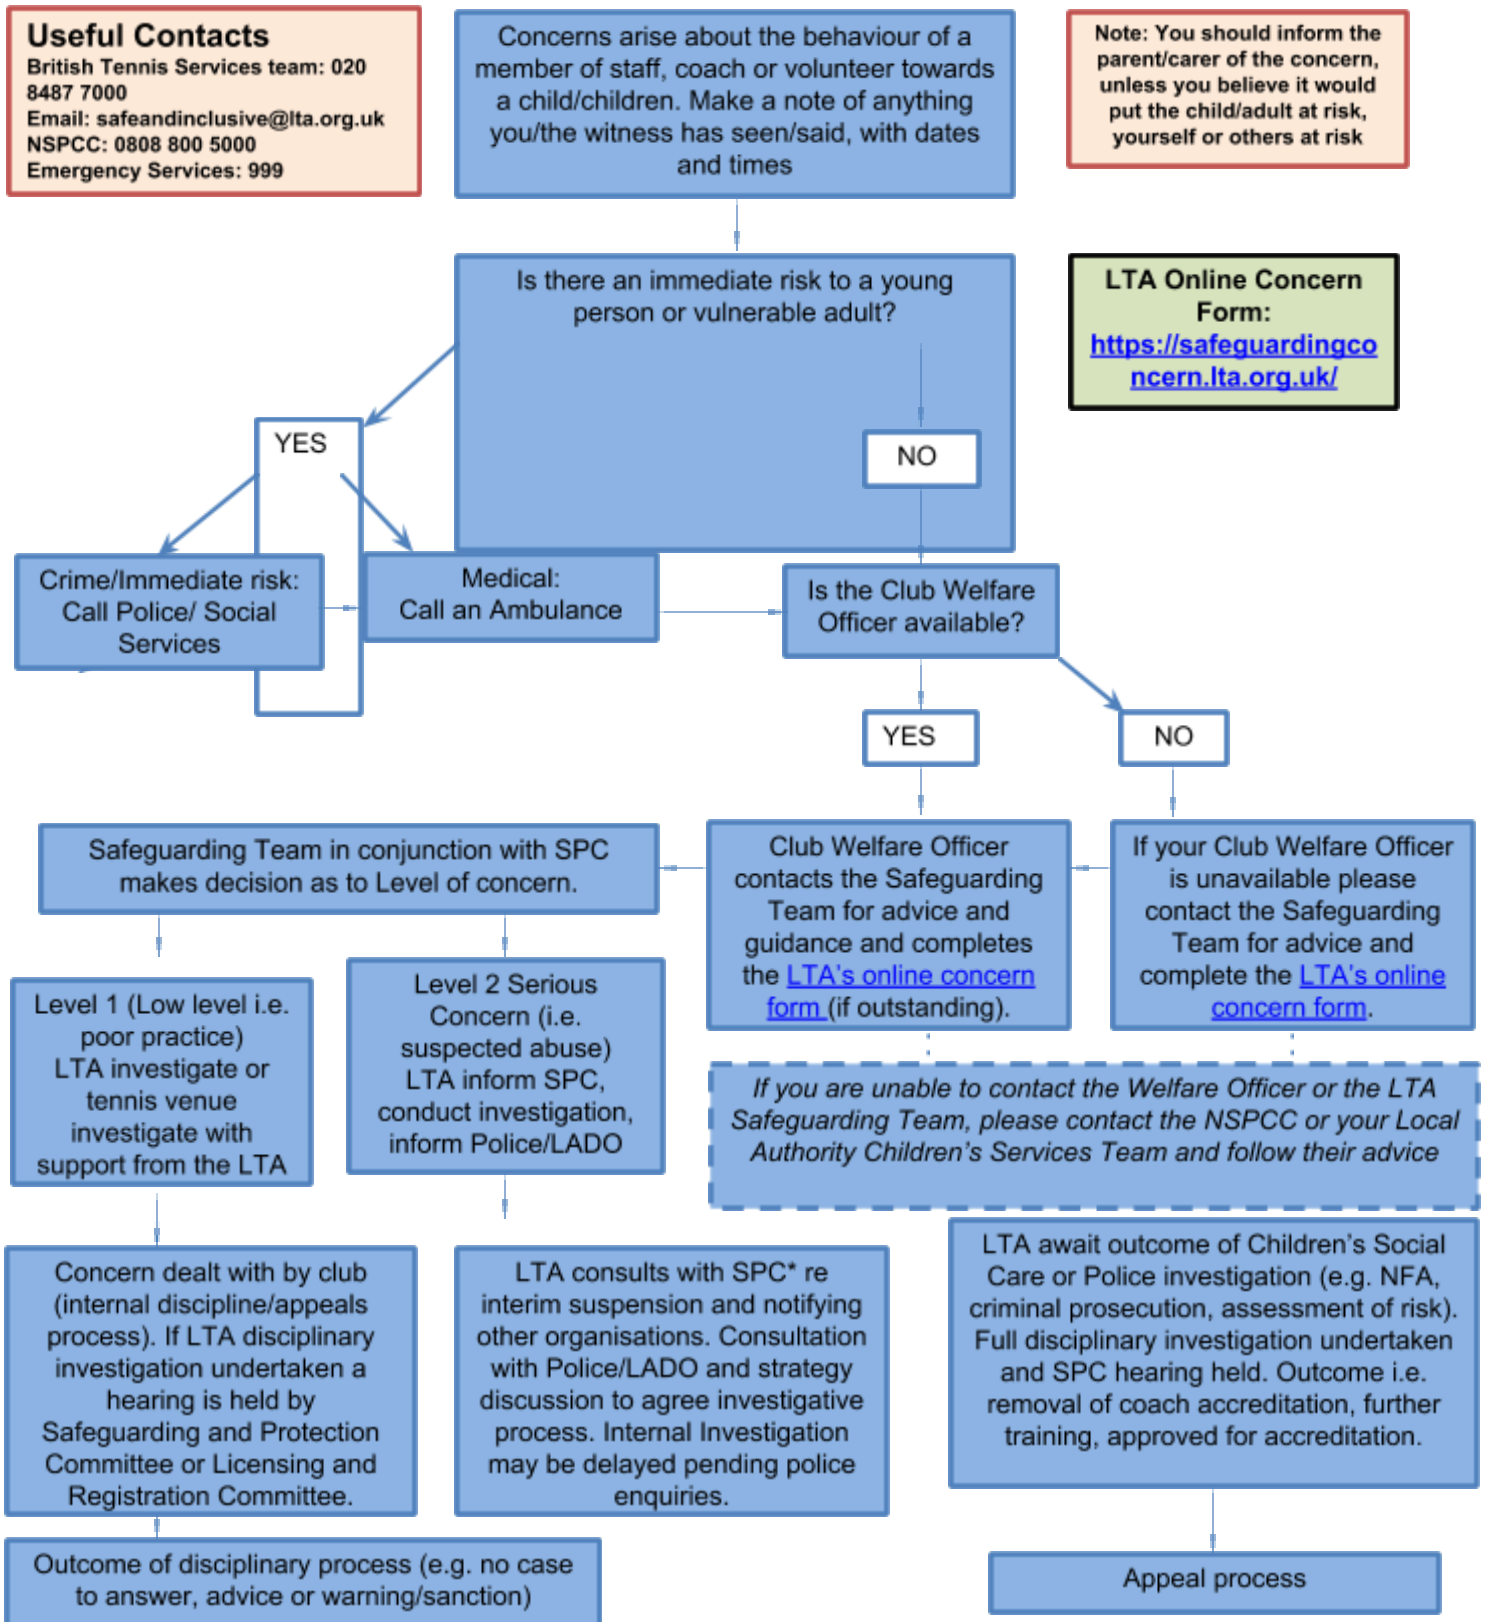 Useful Contacts
British Tennis Services team: 020
8487 7000
Email: safeandinclusive@lta.org.uk
NSPCC: 0808 800 5000
Emergency Services: 999
Concerns arise about the behaviour of a
member of staff, coach or volunteer towards
a child/children. Make a note of anything
you/the witness has seen/said, with dates
and times
Note: You should inform the
parent/carer of the concern,
unless you believe it would
put the child/adult at risk,
yourself or others at risk
Is there an immediate risk to a young
person or vulnerable adult?
LTA Online Concern
Form:
https://safeguardingco
ncern.lta.org.uk/
YES
NO
Crime/Immediate risk:
Call Police/ Social
Services
Medical:
Call an Ambulance
Is the Club Welfare
Officer available?
YES
NO
Safeguarding Team in conjunction with SPC
makes decision as to Level of concern.
Club Welfare Officer
contacts the Safeguarding
Team for advice and
guidance and completes
the LTA's online concern
form (if outstanding).
If your Club Welfare Officer
is unavailable please
contact the Safeguarding
Team for advice and
complete the LTA's online
concern form.
Level 1 (Low level i.e.
poor practice)
LTA investigate or
tennis venue
investigate with
support from the LTA
Level 2 Serious
Concern (i.e.
suspected abuse)
LTA inform SPC,
conduct investigation,
inform Police/LADO
If you are unable to contact the Welfare Officer or the LTA
Safeguarding Team, please contact the NSPCC or your Local
Authority Children's Services Team and follow their advice
Concern dealt with by club
(internal discipline/appeals
process). If LTA disciplinary
investigation undertaken a
hearing is held by
Safeguarding and Protection
Committee or Licensing and
Registration Committee.
LTA consults with SPC* re
interim suspension and notifying
other organisations. Consultation
with Police/LADO and strategy
discussion to agree investigative
process. Internal Investigation
may be delayed pending police
enquiries.
LTA await outcome of Children's Social
Care or Police investigation (e.g. NFA,
criminal prosecution, assessment of risk).
Full disciplinary investigation undertaken
and SPC hearing held. Outcome i.e.
removal of coach accreditation, further
training, approved for accreditation.
Outcome of disciplinary process (e.g. no case
to answer, advice or warning/sanction)
Appeal process